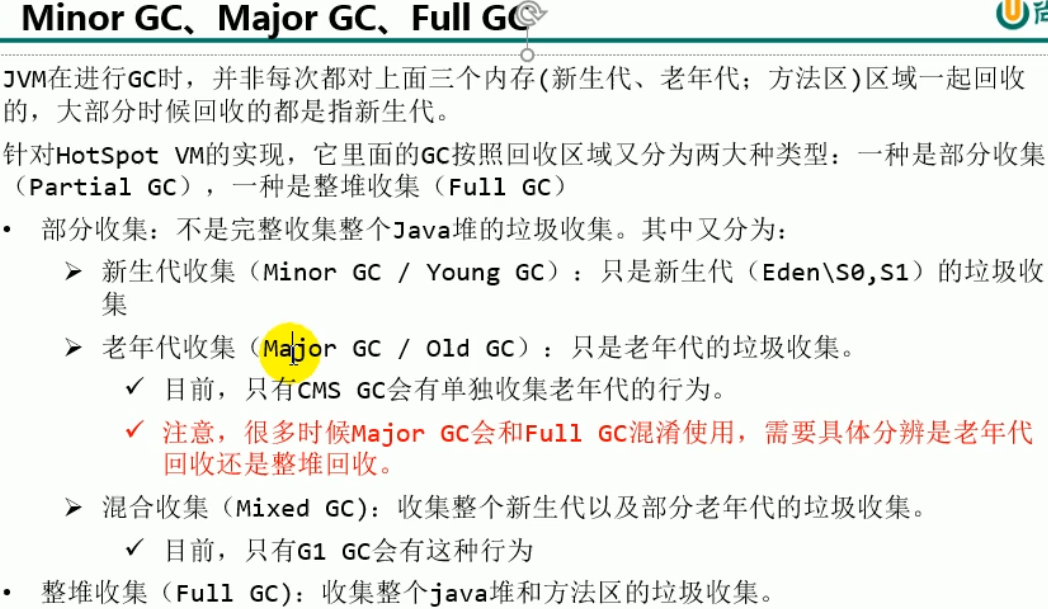 Minor GC、Major GC、Full GC
尚
JVM在进行GC时，并非每次都对上面三个内存(新生代、老年代；方法区)区域一起回收
的，大部分时候回收的都是指新生代。
针对HotSpot VM的实现，它里面的GC按照回收区域又分为两大种类型：一种是部分收集
（Partial GC），一种是整堆收集（Full GC）
• 部分收集：不是完整收集整个Java堆的垃圾收集。其中又分为：
➢ 新生代收集（Minor GC / Young GC）：只是新生代（Eden\S0,S1）的垃圾收
集
➢ 老年代收集（Major GC / Old GC）：只是老年代的垃圾收集。
✓ 目前，只有CMS GC会有单独收集老年代的行为。
✓ 注意，很多时候Major GC会和Full GC混淆使用，需要具体分辨是老年代
回收还是整堆回收。
➢ 混合收集（Mixed GC)：收集整个新生代以及部分老年代的垃圾收集。
✓ 目前，只有G1 GC会有这种行为
• 整堆收集（Full GC)：收集整个java堆和方法区的垃圾收集。